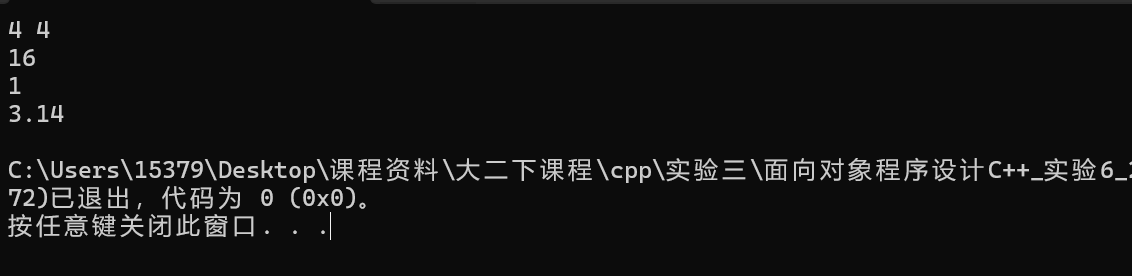 4 4
16
1
3.14
C:\Users\15379\Desktop\课程资料\大二下课程\cpp\实验三\面向对象程序设计C++_实验6_2
72)已退出，代码为 0 (0x0)。
按任意键关闭此窗口. . .